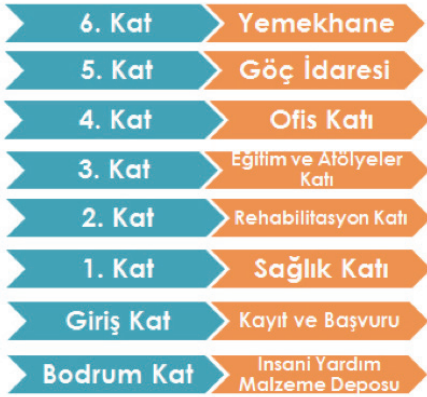 6. Kat Yemekhane
5. Kat Göç İdaresi
4. Kat Ofis Katı
3. Kat Eğitim ve Atölyeler
Katı
2. Kat Rehabilitasyon Katı
1. Kat Sağlık Katı
Giriş Kat Kayıt ve Başvuru
Bodrum Kat İnsani Yardım
Malzeme Deposu